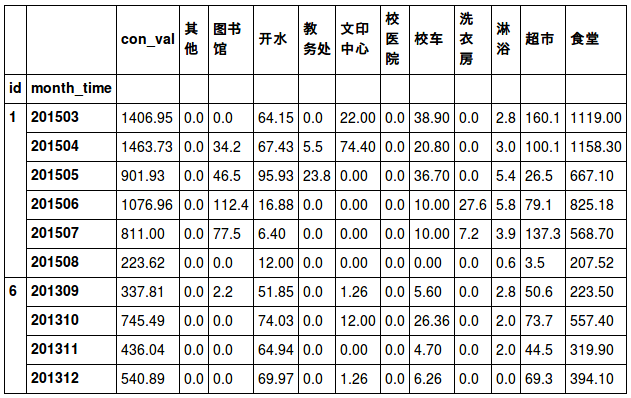 con_val 其他 图书馆 开水 教务处 文印中心 校医院 校车 洗衣房 淋浴 超市 食堂
id month_time
1 201503 1406.95 0.0 0.0 64.15 0.0 22.00 0.0 38.90 0.0 2.8 160.1 1119.00
201504 1463.73 0.0 34.2 67.43 5.5 74.40 0.0 20.80 0.0 3.0 100.1 1158.30
201505 901.93 0.0 46.5 95.93 23.8 0.00 0.0 36.70 0.0 5.4 26.5 667.10
201506 1076.96 0.0 112.4 16.88 0.0 0.00 0.0 10.00 27.6 5.8 79.1 825.18
201507 811.00 0.0 77.5 6.40 0.0 0.00 0.0 10.00 7.2 3.9 137.3 568.70
201508 223.62 0.0 0.0 12.00 0.0 0.00 0.0 0.00 0.0 0.6 3.5 207.52
6 201309 337.81 0.0 2.2 51.85 0.0 1.26 0.0 5.60 0.0 2.8 50.6 223.50
201310 745.49 0.0 0.0 74.03 0.0 12.00 0.0 26.36 0.0 2.0 73.7 557.40
201311 436.04 0.0 0.0 64.94 0.0 0.00 0.0 4.70 0.0 2.0 44.5 319.90
201312 540.89 0.0 0.0 69.97 0.0 1.26 0.0 6.26 0.0 0.0 69.3 394.10